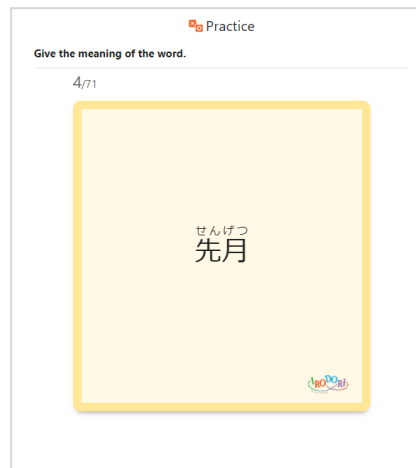 Practice
Give the meaning of the word.
4/71
せんげつ
先月
IRODORI